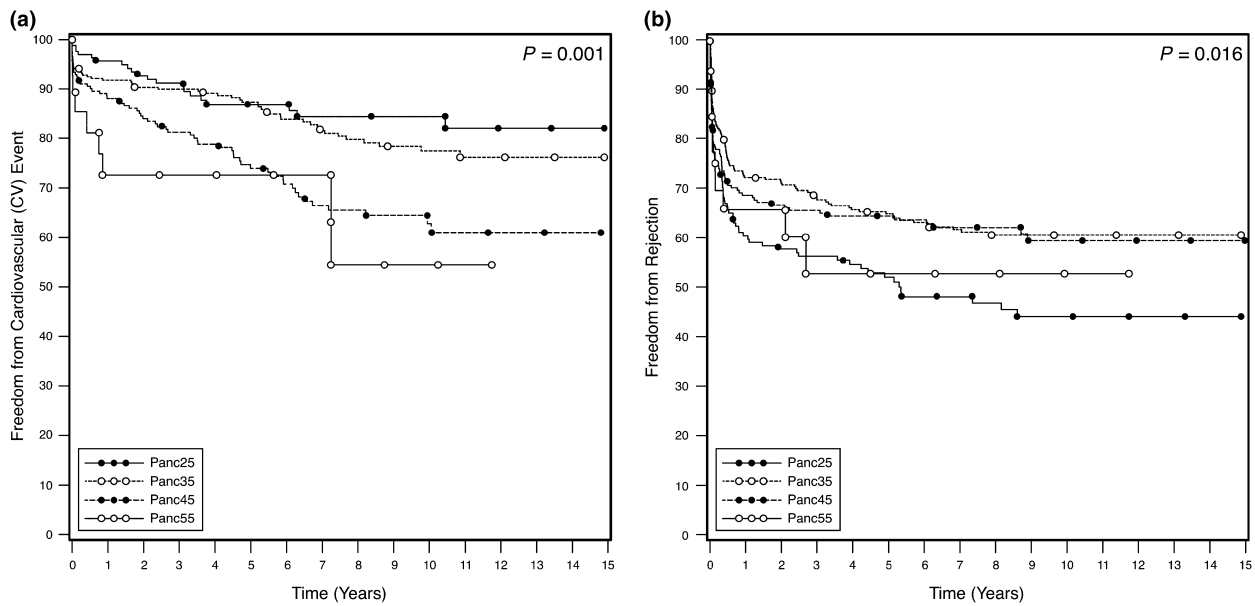 (a)
P = 0.001
Freedom from Cardiovascular (CV) Event
100
90
80
70
60
50
40
30
20
10
0
Panc25
Panc35
Panc45
Panc55
0 1 2 3 4 5 6 7 8 9 10 11 12 13 14 15
Time (Years)
(b)
P = 0.016
Freedom from Rejection
100
90
80
70
60
50
40
30
20
10
0
Panc25
Panc35
Panc45
Panc55
0 1 2 3 4 5 6 7 8 9 10 11 12 13 14 15
Time (Years)